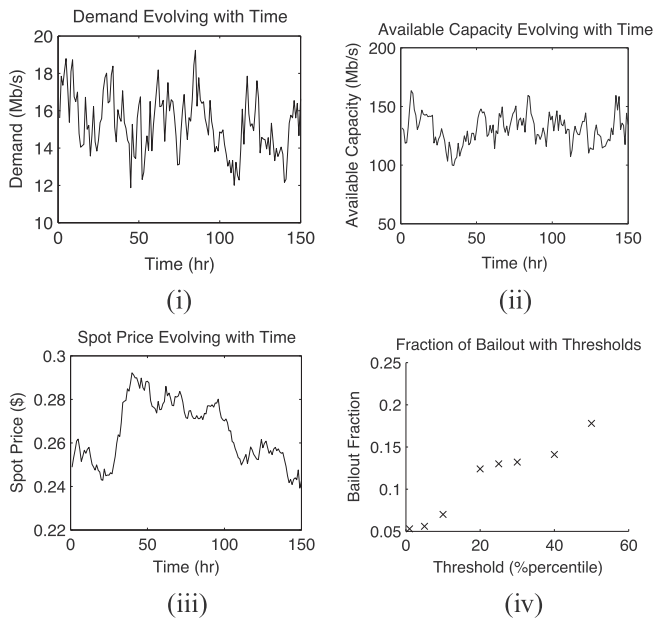 Demand Evolving with Time
20
18
16
14
12
10
Demand (Mb/s)
0 50 100 150
Time (hr)
(i)
Available Capacity Evolving with Time
200
150
100
50
Available Capacity (Mb/s)
0 50 100 150
Time (hr)
(ii)
Spot Price Evolving with Time
0.3
0.28
0.26
0.24
0.22
Spot Price ($)
0 50 100 150
Time (hr)
(iii)
Fraction of Bailout with Thresholds
0.25
0.2
0.15
0.1
0.05
Bailout Fraction
0 20 40 60
Threshold (%percentile)
(iv)